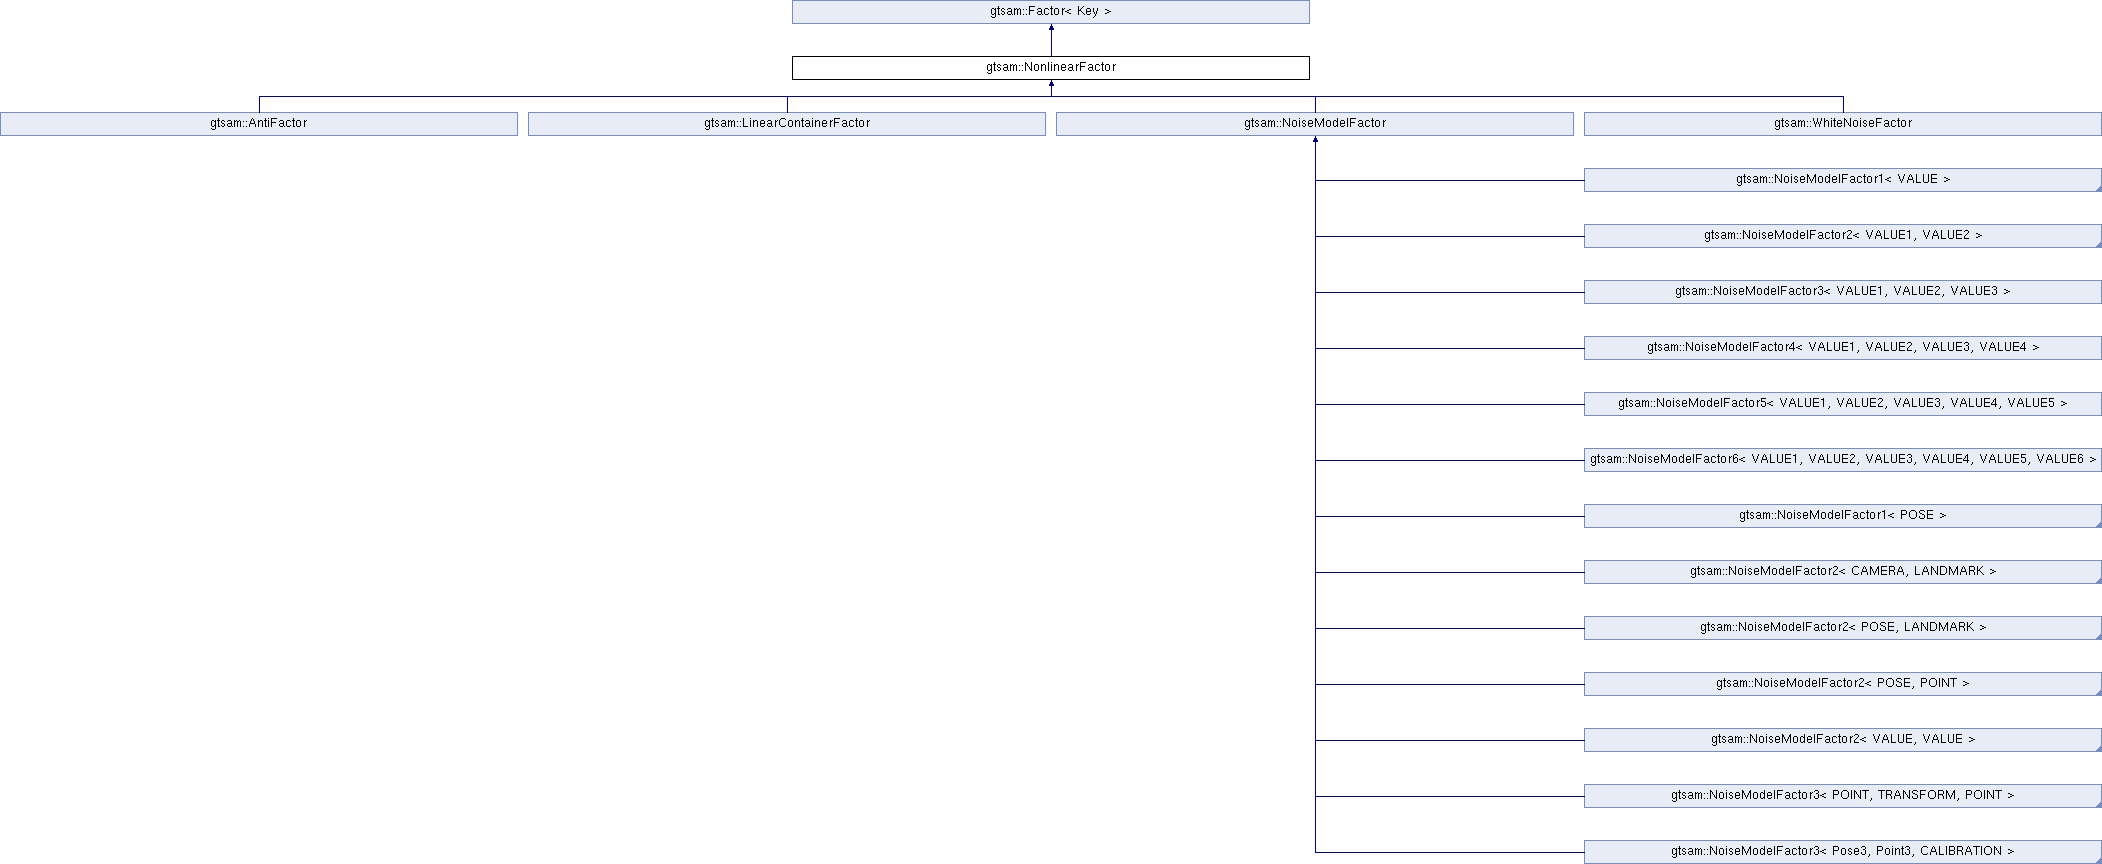 gtsam::Factor< Key >
gtsam::NonlinearFactor
gtsam::AntiFactor
gtsam::LinearContainerFactor
gtsam::NoiseModelFactor
gtsam::WhiteNoiseFactor
gtsam::NoiseModelFactor1< VALUE >
gtsam::NoiseModelFactor2< VALUE1, VALUE2 >
gtsam::NoiseModelFactor3< VALUE1, VALUE2, VALUE3 >
gtsam::NoiseModelFactor4< VALUE1, VALUE2, VALUE3, VALUE4 >
gtsam::NoiseModelFactor5< VALUE1, VALUE2, VALUE3, VALUE4, VALUE5 >
gtsam::NoiseModelFactor6< VALUE1, VALUE2, VALUE3, VALUE4, VALUE5, VALUE6 >
gtsam::NoiseModelFactor1< POSE >
gtsam::NoiseModelFactor2< CAMERA, LANDMARK >
gtsam::NoiseModelFactor2< POSE, LANDMARK >
gtsam::NoiseModelFactor2< POSE, POINT >
gtsam::NoiseModelFactor2< VALUE, VALUE >
gtsam::NoiseModelFactor3< POINT, TRANSFORM, POINT >
gtsam::NoiseModelFactor3< Pose3, Point3, CALIBRATION >